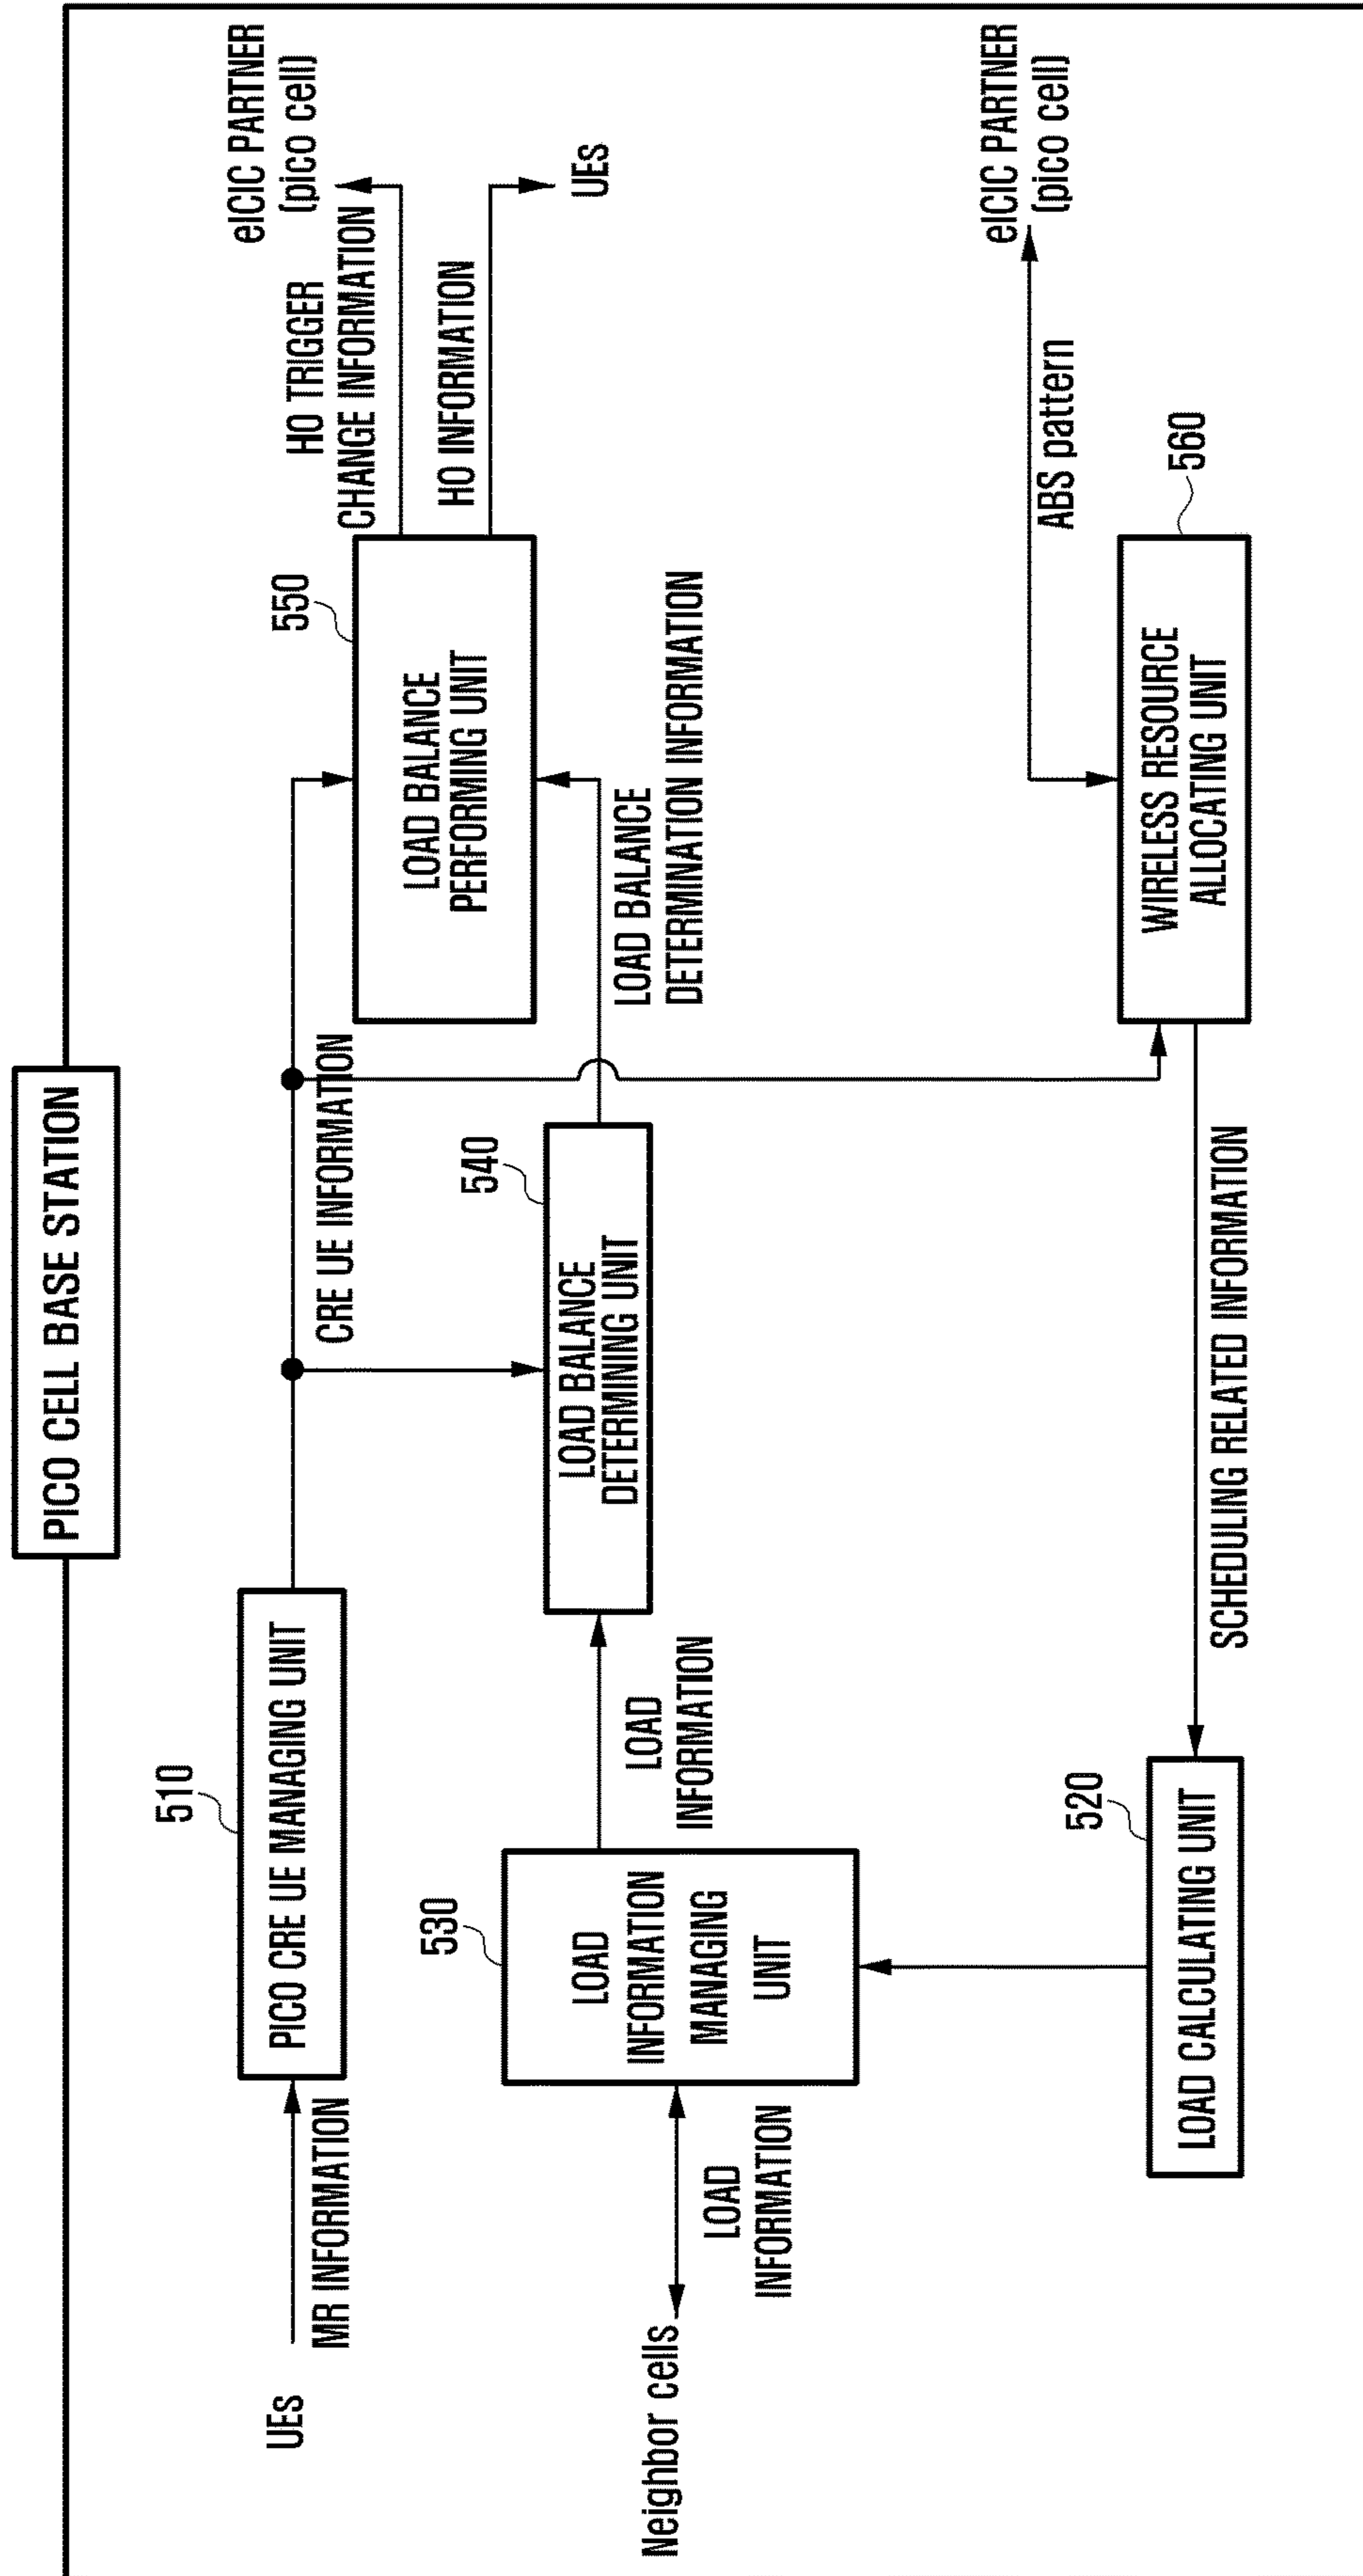 PICO CELL BASE STATION
UEs
MR INFORMATION
510
PICO CRE UE MANAGING UNIT
CRE UE INFORMATION
550
LOAD BALANCE
PERFORMING UNIT
HO TRIGGER
CHANGE INFORMATION
eICIC PARTNER
(pico cell)
HO INFORMATION
UEs
Neighbor cells
LOAD
INFORMATION
530
LOAD
INFORMATION
MANAGING
UNIT
LOAD
INFORMATION
540
LOAD BALANCE
DETERMINING UNIT
LOAD BALANCE
DETERMINATION INFORMATION
520
LOAD CALCULATING UNIT
SCHEDULING RELATED INFORMATION
WIRELESS RESOURCE
ALLOCATING UNIT
560
ABS pattern
eICIC PARTNER
(pico cell)